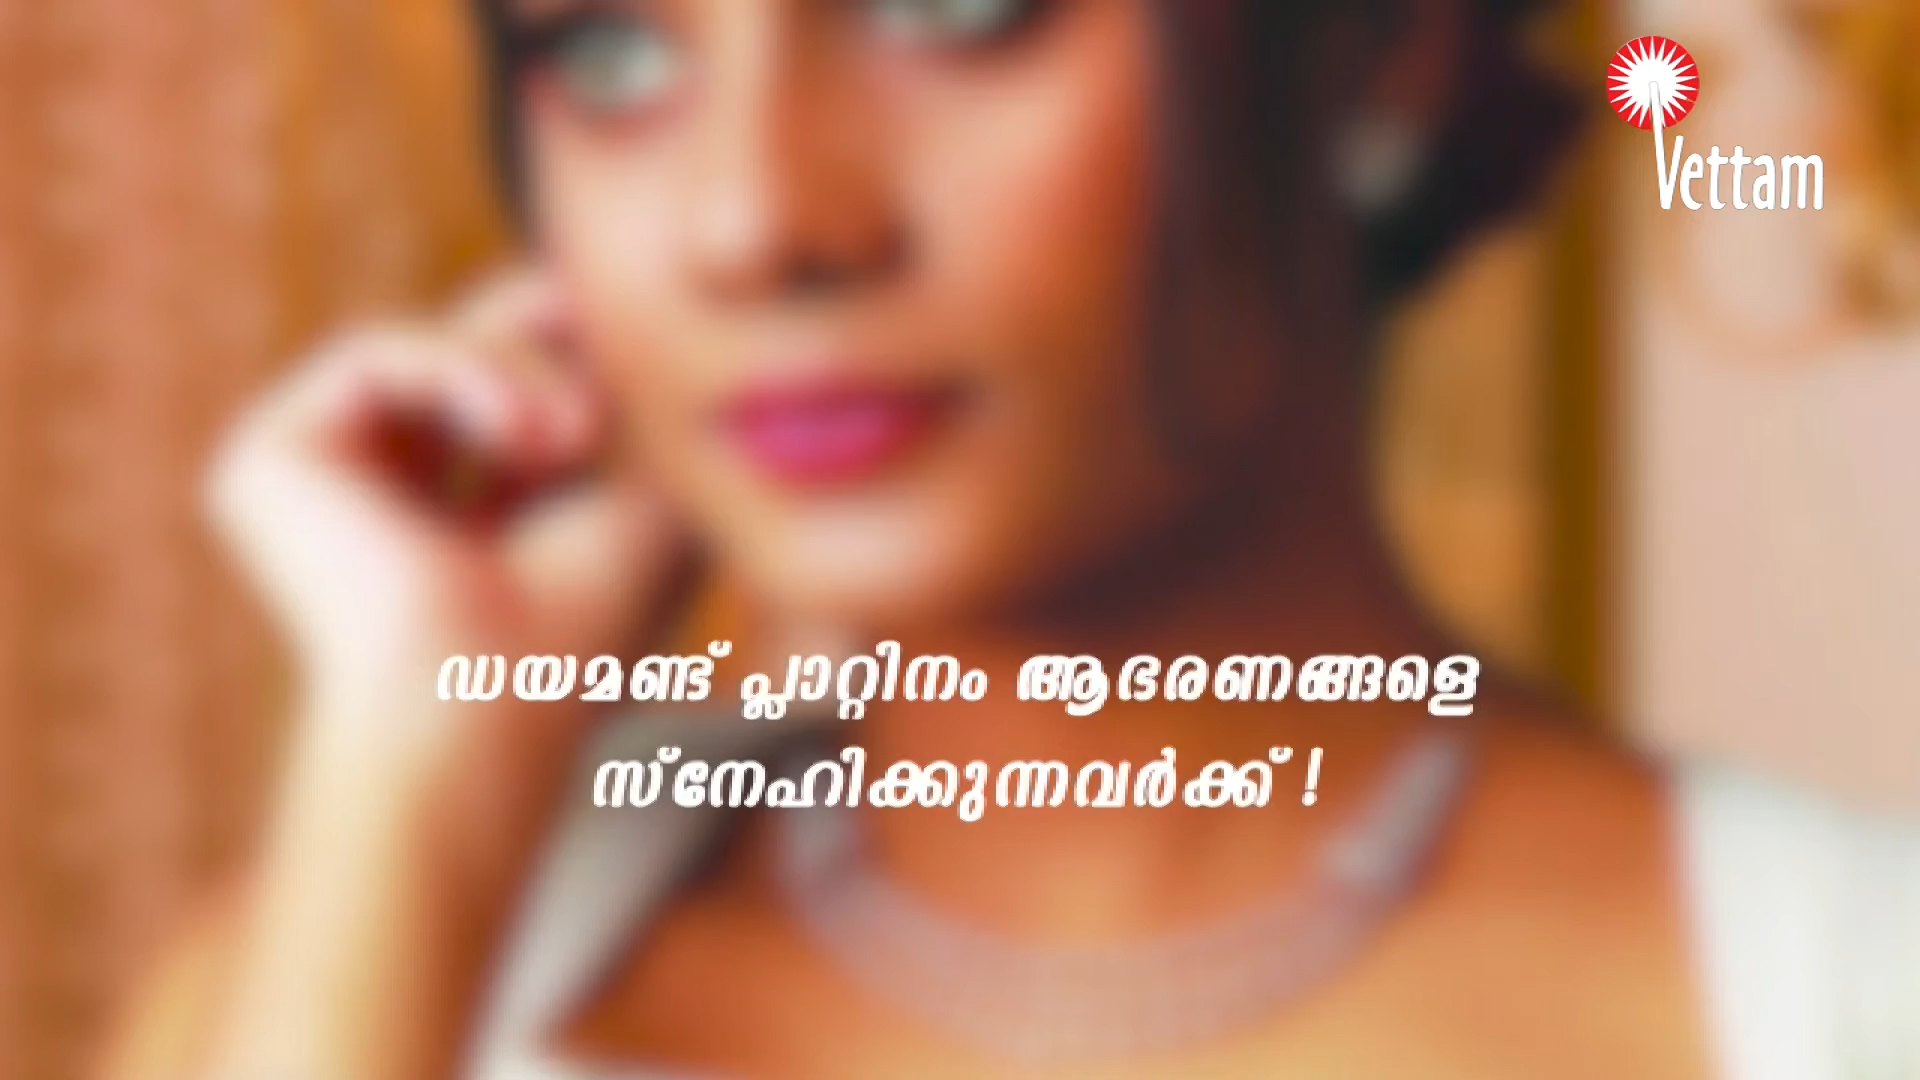 Vettam
ഡയമണ്ട് പ്ലാറ്റിനം ആഭരണങ്ങളെ
സ്നേഹിക്കുന്നവർക്ക് !